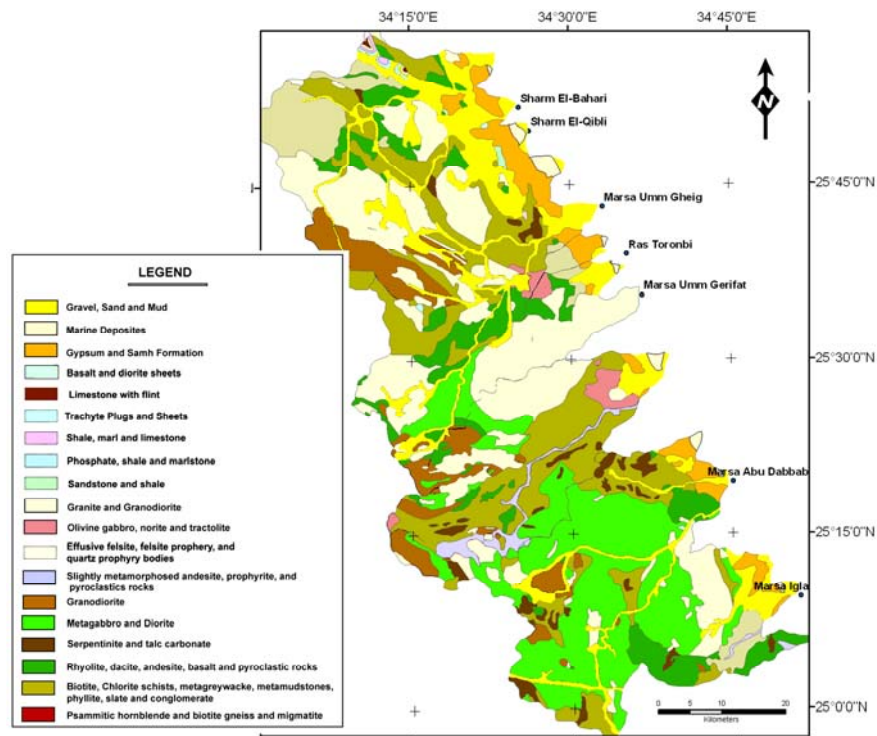 34°15'0"E 34°30'0"E 34°45'0"E
N
Sharm El-Bahari
Sharm El-Qibli
25°45'0"N
Marsa Umm Gheig
Ras Toronbi
Marsa Umm Gerifat
25°30'0"N
Marsa Abu Dabbab
25°15'0"N
Marsa Igla
25°0'0"N
0 5 10 20
Kilometers
LEGEND
Gravel, Sand and Mud
Marine Deposites
Gypsum and Samh Formation
Basalt and diorite sheets
Limestone with flint
Trachyte Plugs and Sheets
Shale, marl and limestone
Phosphate, shale and marlstone
Sandstone and shale
Granite and Granodiorite
Olivine gabbro, norite and tractolite
Effusive felsite, felsite prophery, and
quartz prophyry bodies
Slightly metamorphosed andesite, prophyrite, and
pyroclastics rocks
Granodiorite
Metagabbro and Diorite
Serpentinite and talc carbonate
Rhyolite, dacite, andesite, basalt and pyroclastic rocks
Biotite, Chlorite schists, metagreywacke, metamudstones,
phyllite, slate and conglomerate
Psammitic hornblende and biotite gneiss and migmatite